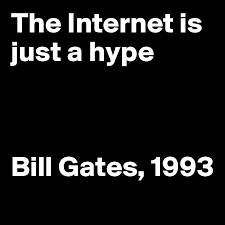 The Internet is
just a hype
Bill Gates, 1993